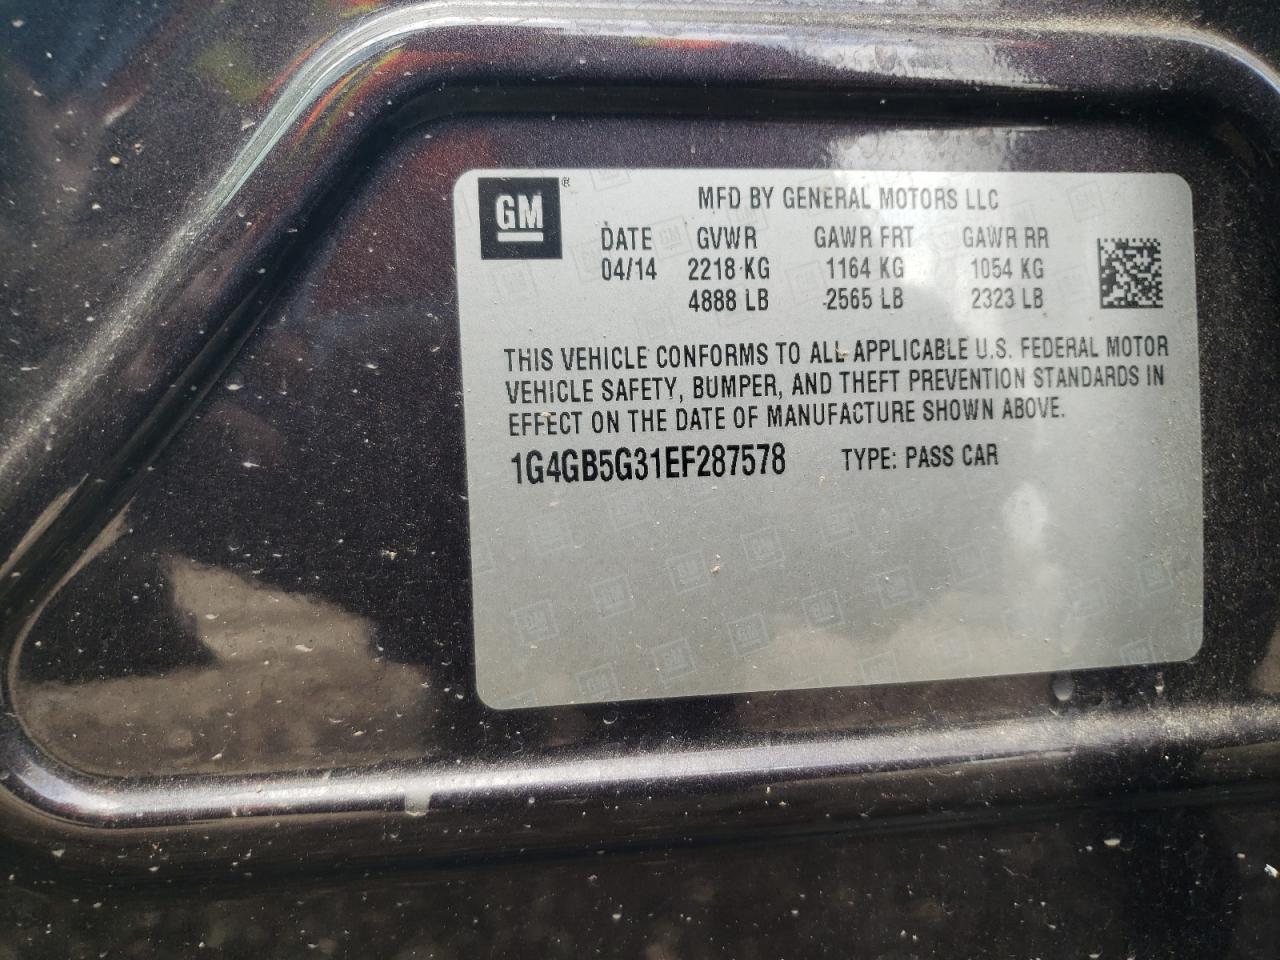 GM ®
MFD BY GENERAL MOTORS LLC
DATE GVWR GAWR FRT GAWR RR
04/14 2218 KG 1164 KG 1054 KG
4888 LB 2565 LB 2323 LB
THIS VEHICLE CONFORMS TO ALL APPLICABLE U.S. FEDERAL MOTOR
VEHICLE SAFETY, BUMPER, AND THEFT PREVENTION STANDARDS IN
EFFECT ON THE DATE OF MANUFACTURE SHOWN ABOVE.
1G4GB5G31EF287578 TYPE: PASS CAR